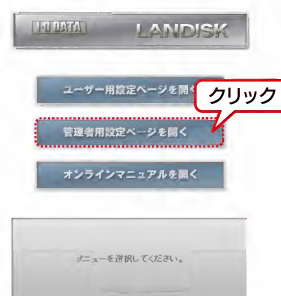 I-O DATA
LANDISK
ユーザー用設定ページを開く
クリック
管理者用設定ページを開く
オンラインマニュアルを開く
メニューを選択してください。